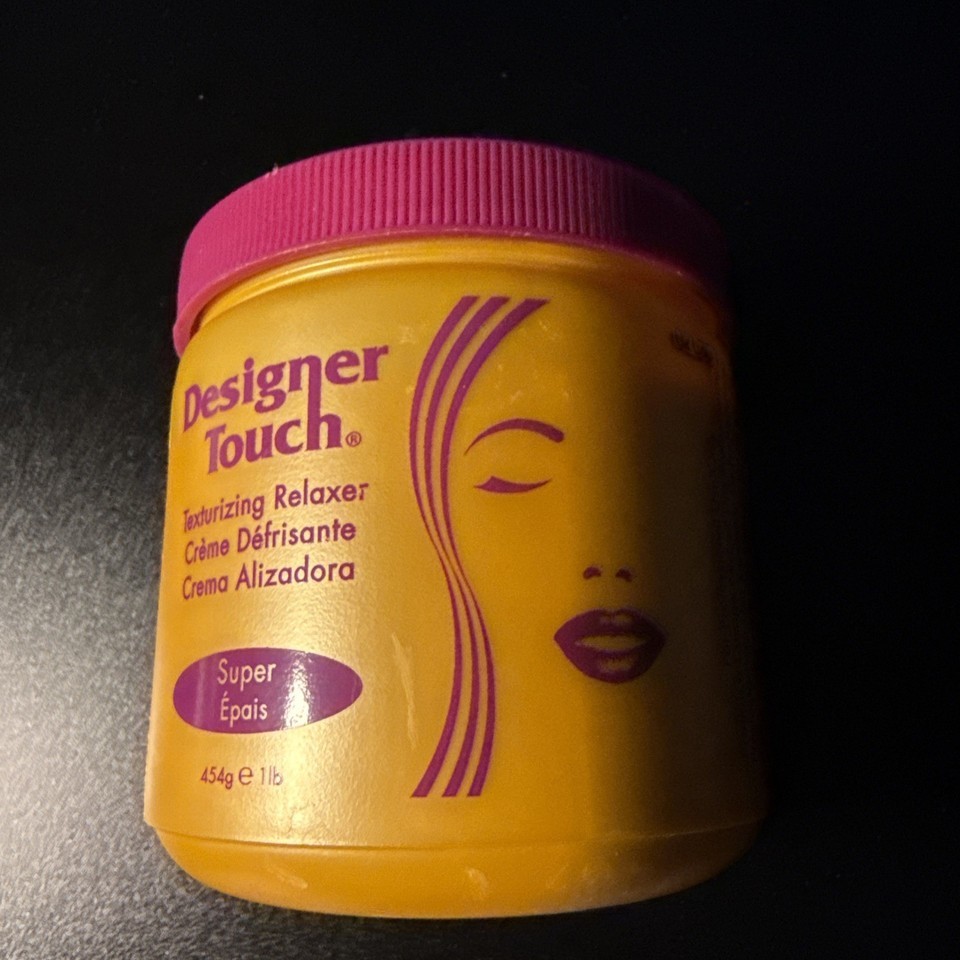 Designer
Touch®
Texturizing Relaxer
Crème Défrisante
Crema Alizadora
Super
Épais
454g e 1lb